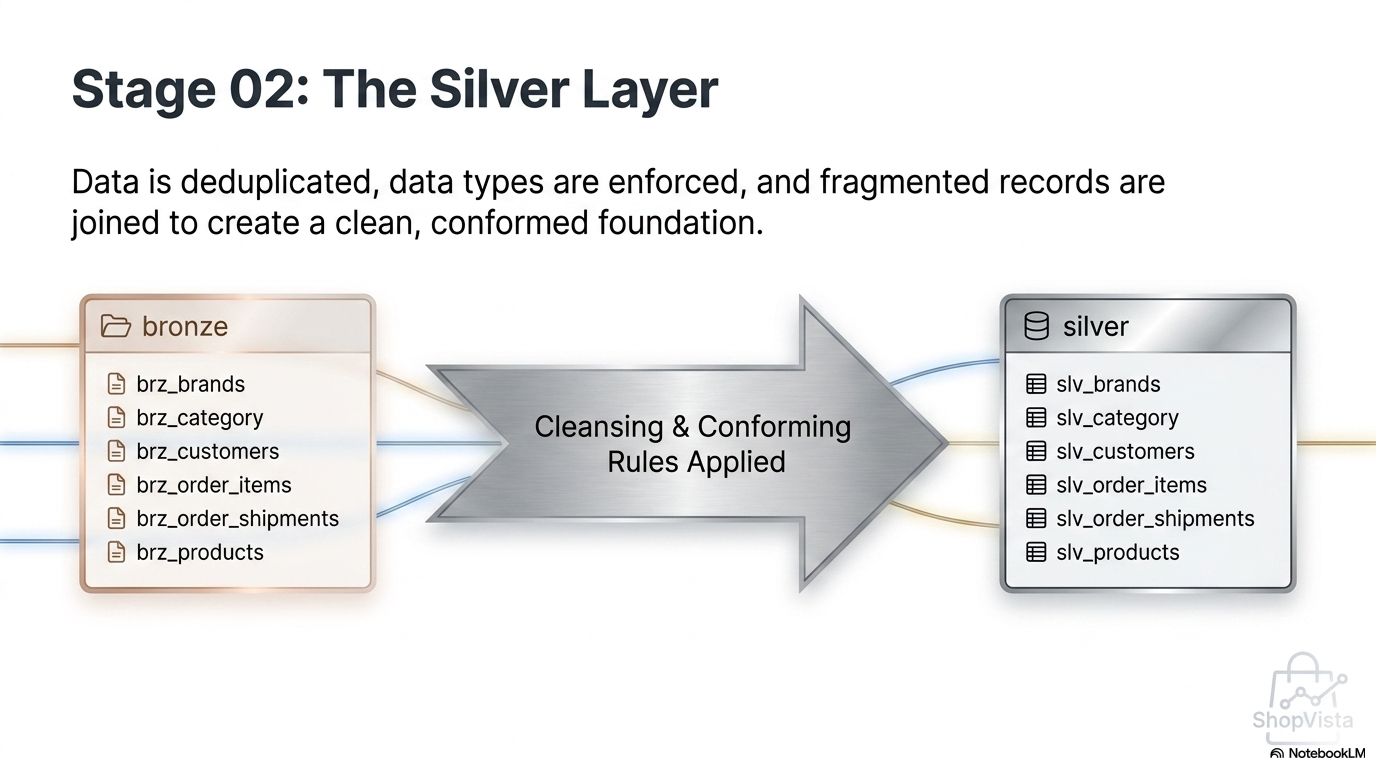 Stage 02: The Silver Layer
Data is deduplicated, data types are enforced, and fragmented records are
joined to create a clean, conformed foundation.
bronze
brz_brands
brz_category
brz_customers
brz_order_items
brz_order_shipments
brz_products
Cleansing & Conforming
Rules Applied
silver
slv_brands
slv_category
slv_customers
slv_order_items
slv_order_shipments
slv_products
ShopVista
NotebookLM